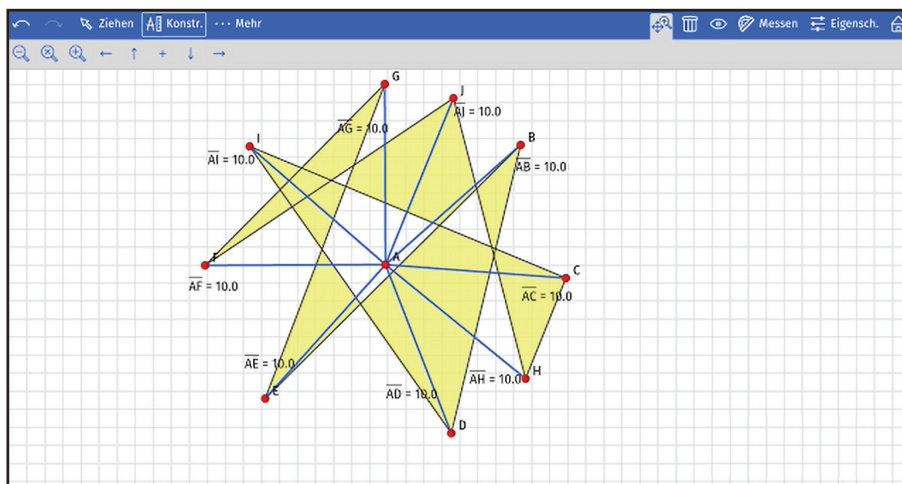 Ziehen Konstr. ··· Mehr Messen Eigensch.
G
J
AG = 10.0
AJ = 10.0
I
B
AI = 10.0
AB = 10.0
F
A
C
AF = 10.0
AC = 10.0
AE = 10.0
H
AH = 10.0
E
AD = 10.0
D